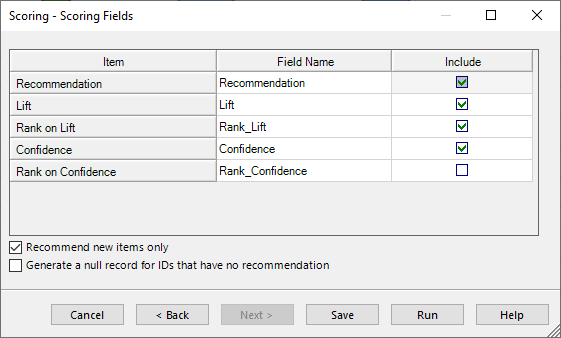 Scoring - Scoring Fields
Item Field Name Include
Recommendation Recommendation
Lift Lift
Rank on Lift Rank_Lift
Confidence Confidence
Rank on Confidence Rank_Confidence
Recommend new items only
Generate a null record for IDs that have no recommendation
Cancel < Back Next > Save Run Help